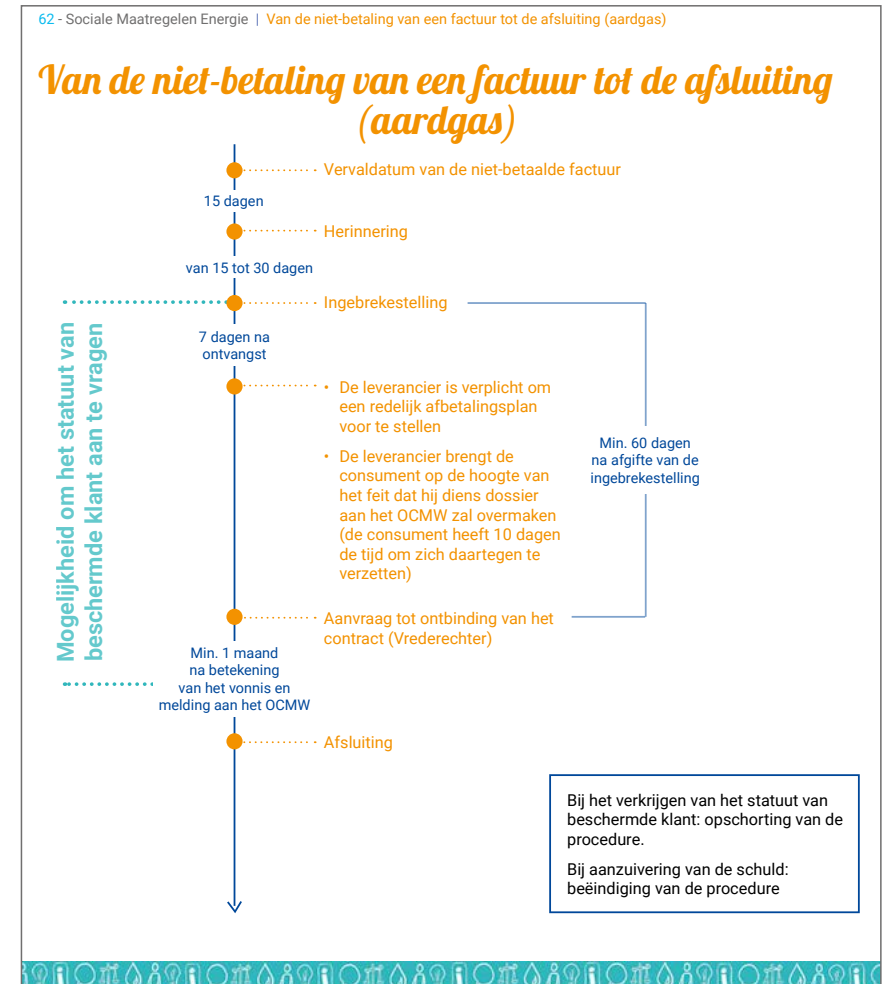 62 - Sociale Maatregelen Energie | Van de niet-betaling van een factuur tot de afsluiting (aardgas)
Van de niet-betaling van een factuur tot de afsluiting
(aardgas)
Vervaldatum van de niet-betaalde factuur
15 dagen
Herinnering
van 15 tot 30 dagen
Ingebrekestelling
7 dagen na
ontvangst
Mogelijkheid om het statuut van
beschermde klant aan te vragen
• De leverancier is verplicht om
een redelijk afbetalingsplan
voor te stellen
• De leverancier brengt de
consument op de hoogte van
het feit dat hij diens dossier
aan het OCMW zal overmaken
(de consument heeft 10 dagen
de tijd om zich daartegen te
verzetten)
Min. 60 dagen
na afgifte van de
ingebrekestelling
Aanvraag tot ontbinding van het
contract (Vrederechter)
Min. 1 maand
na betekening
van het vonnis en
melding aan het OCMW
Afsluiting
Bij het verkrijgen van het statuut van
beschermde klant: opschorting van de
procedure.
Bij aanzuivering van de schuld:
beëindiging van de procedure